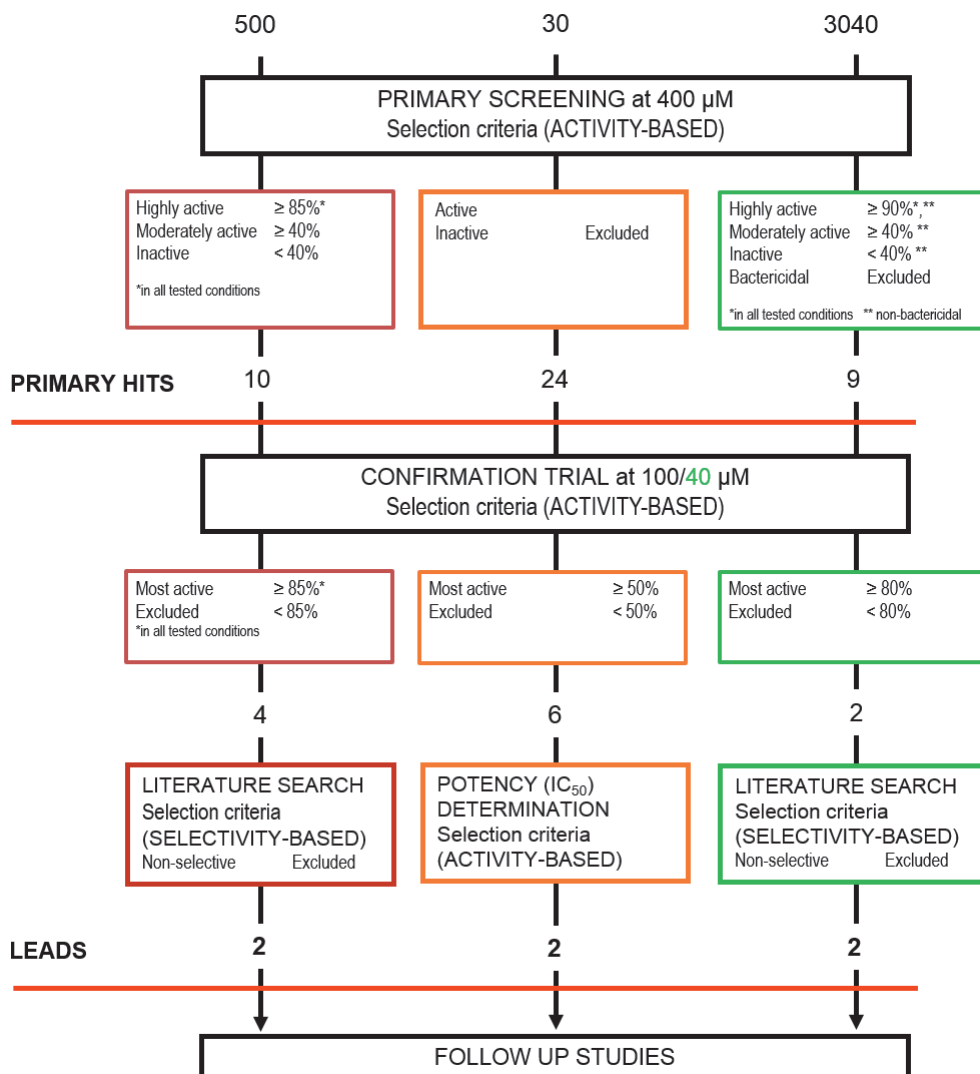 500 30 3040
PRIMARY SCREENING at 400 µM
Selection criteria (ACTIVITY-BASED)
Highly active ≥ 85%*
Moderately active ≥ 40%
Inactive < 40%
*in all tested conditions
Active
Inactive Excluded
Highly active ≥ 90%*,**
Moderately active ≥ 40% **
Inactive < 40% **
Bactericidal Excluded
*in all tested conditions ** non-bactericidal
PRIMARY HITS 10 24 9
CONFIRMATION TRIAL at 100/40 µM
Selection criteria (ACTIVITY-BASED)
Most active ≥ 85%*
Excluded < 85%
*in all tested conditions
Most active ≥ 50%
Excluded < 50%
Most active ≥ 80%
Excluded < 80%
4 6 2
LITERATURE SEARCH
Selection criteria
(SELECTIVITY-BASED)
Non-selective Excluded
POTENCY (IC₅₀)
DETERMINATION
Selection criteria
(ACTIVITY-BASED)
LITERATURE SEARCH
Selection criteria
(SELECTIVITY-BASED)
Non-selective Excluded
LEADS 2 2 2
FOLLOW UP STUDIES